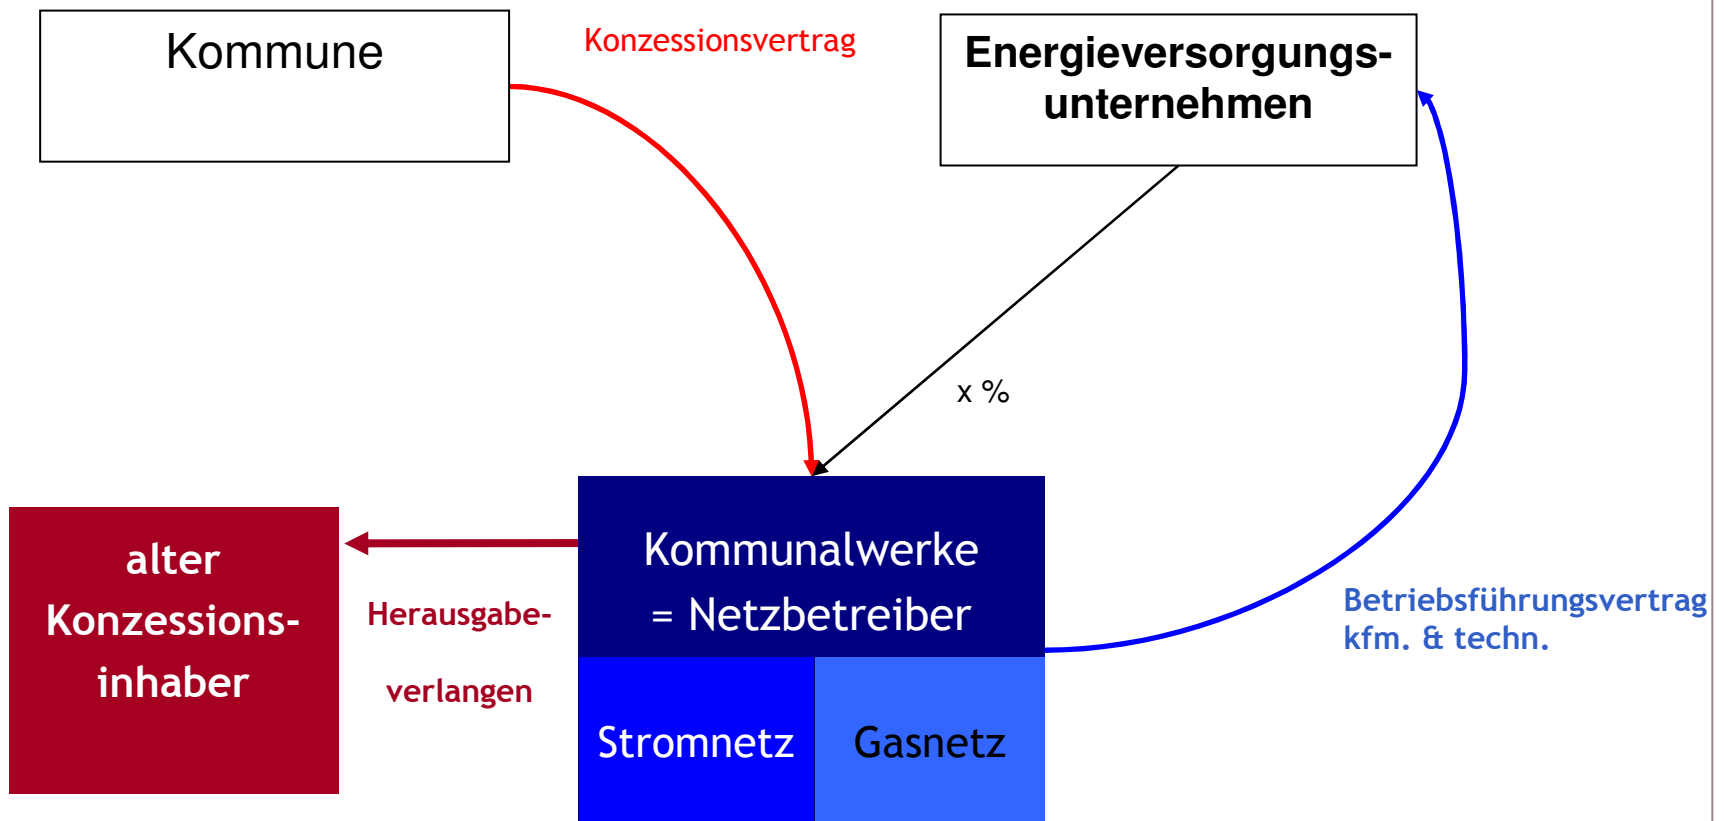 Kommune
Konzessionsvertrag
Energieversorgungs-
unternehmen
x %
alter
Konzessions-
inhaber
Herausgabe-
verlangen
Kommunalwerke
= Netzbetreiber
Stromnetz
Gasnetz
Betriebsführungsvertrag
kfm. & techn.